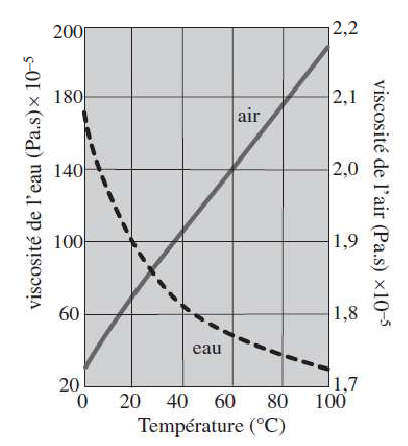 viscosité de l'eau (Pa.s) × 10⁻⁵
200
180
140
100
60
20
air
eau
2,2
2,1
2,0
1,9
1,8
1,7
viscosité de l'air (Pa.s) ×10⁻⁵
0 20 40 60 80 100
Température (°C)